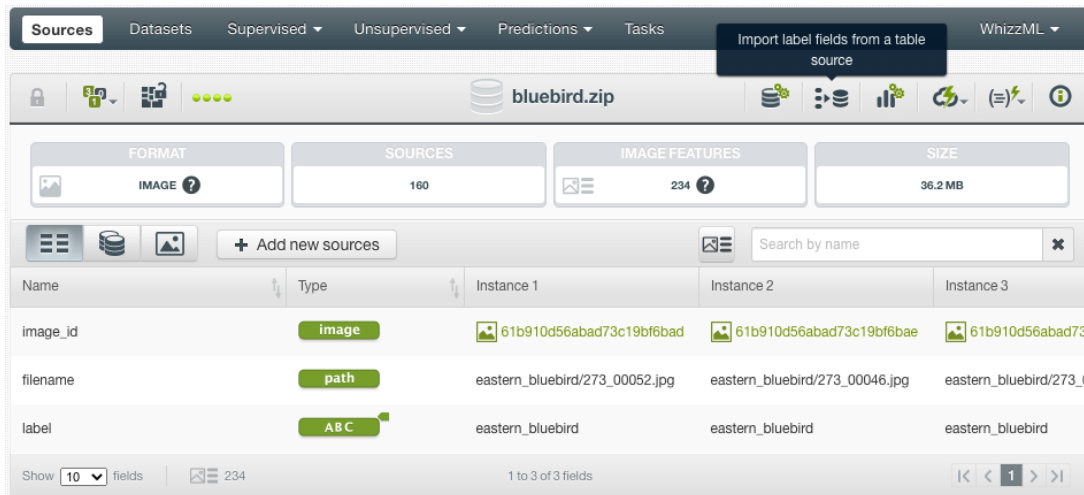 Sources Datasets Supervised Unsupervised Predictions Tasks WhizzML
Import label fields from a table
source
bluebird.zip
FORMAT SOURCES IMAGE FEATURES SIZE
IMAGE ? 160 234 ? 36.2 MB
+ Add new sources Search by name
Name Type Instance 1 Instance 2 Instance 3
image_id image 61b910d56abad73c19bf6bad 61b910d56abad73c19bf6bae 61b910d56abad73
filename path eastern_bluebird/273_00052.jpg eastern_bluebird/273_00046.jpg eastern_bluebird/273_
label ABC eastern_bluebird eastern_bluebird eastern_bluebird
Show 10 fields 234 1 to 3 of 3 fields 1